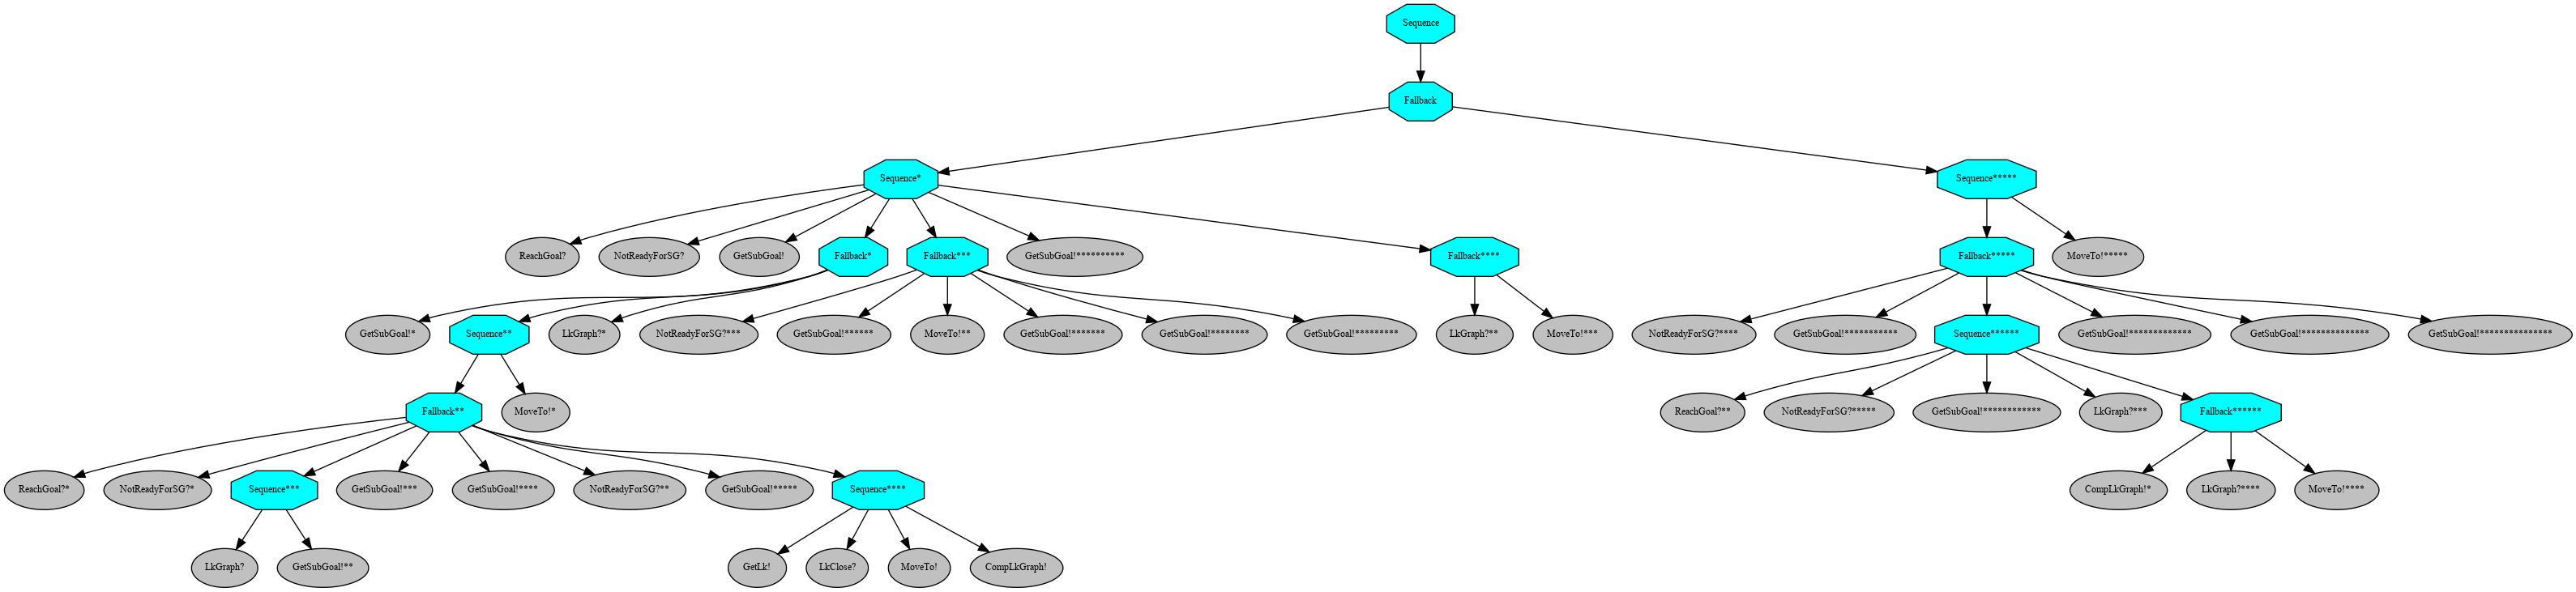 Sequence
Fallback
Sequence*
Sequence*****
ReachGoal?
NotReadyForSG?
GetSubGoal!
Fallback*
Fallback***
GetSubGoal!**********
Fallback****
Fallback*****
MoveTo!*****
GetSubGoal!*
Sequence**
LkGraph?*
NotReadyForSG?***
GetSubGoal!******
MoveTo!**
GetSubGoal!*******
GetSubGoal!********
GetSubGoal!*********
LkGraph?**
MoveTo!***
NotReadyForSG?****
GetSubGoal!***********
Sequence******
GetSubGoal!*************
GetSubGoal!**************
GetSubGoal!***************
Fallback**
MoveTo!*
ReachGoal?**
NotReadyForSG?*****
GetSubGoal!************
LkGraph?***
Fallback******
ReachGoal?*
NotReadyForSG?*
Sequence***
GetSubGoal!***
GetSubGoal!****
NotReadyForSG?**
GetSubGoal!*****
Sequence****
CompLkGraph!*
LkGraph?****
MoveTo!****
LkGraph?
GetSubGoal!**
GetLk!
LkClose?
MoveTo!
CompLkGraph!